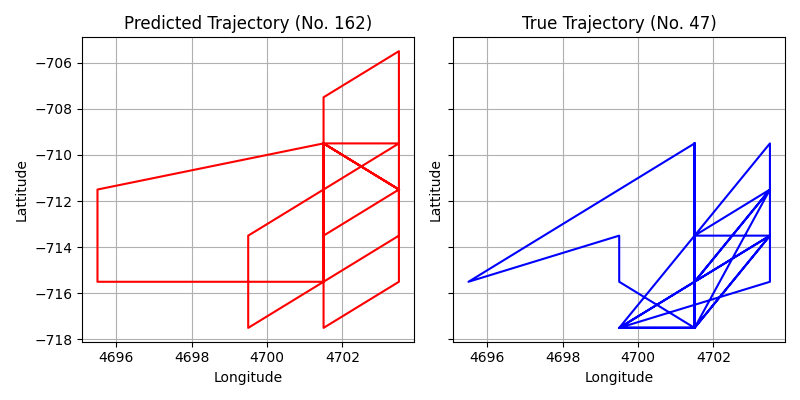 Predicted Trajectory (No. 162)
True Trajectory (No. 47)
−706
−708
−710
−712
−714
−716
−718
Lattitude
Lattitude
4696 4698 4700 4702
4696 4698 4700 4702
Longitude
Longitude